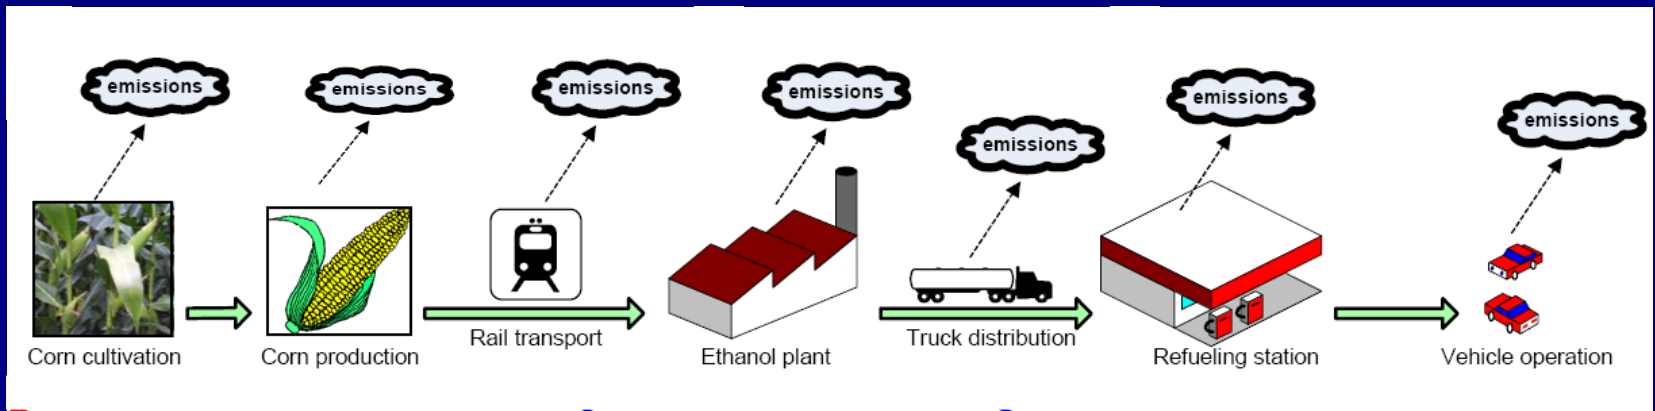 emissions
emissions
emissions
emissions
emissions
emissions
emissions
Corn cultivation
Corn production
Rail transport
Ethanol plant
Truck distribution
Refueling station
Vehicle operation